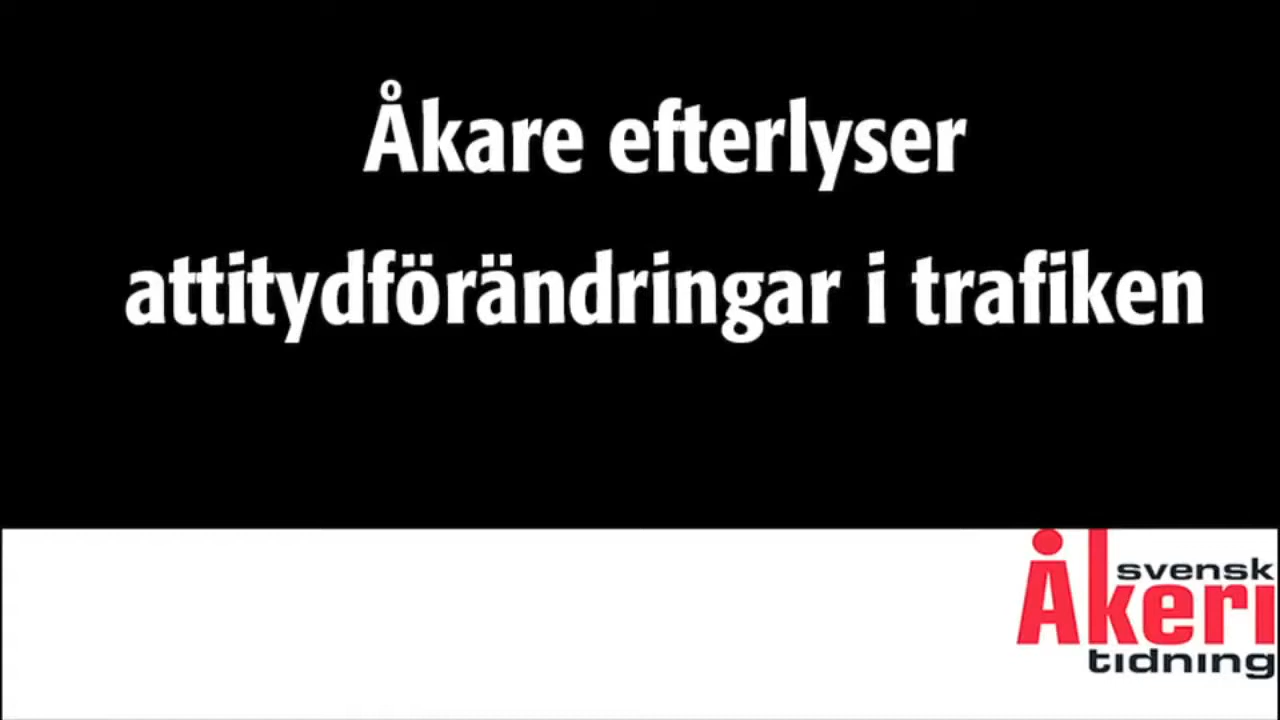 Åkare efterlyser
attitydförändringar i trafiken
svensk
Åkeri
tidning